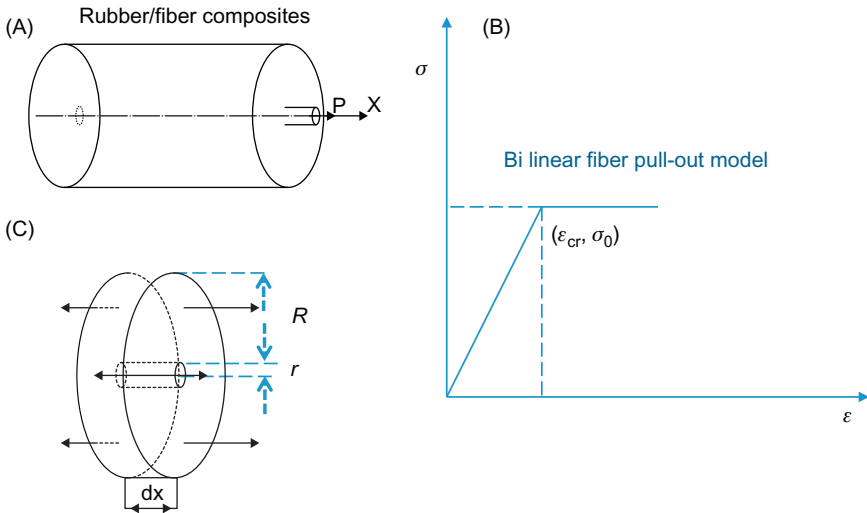 Rubber/fiber composites
(A)
P
X
(B)
σ
Bi linear fiber pull-out model
(εcr, σ0)
ε
(C)
R
r
dx